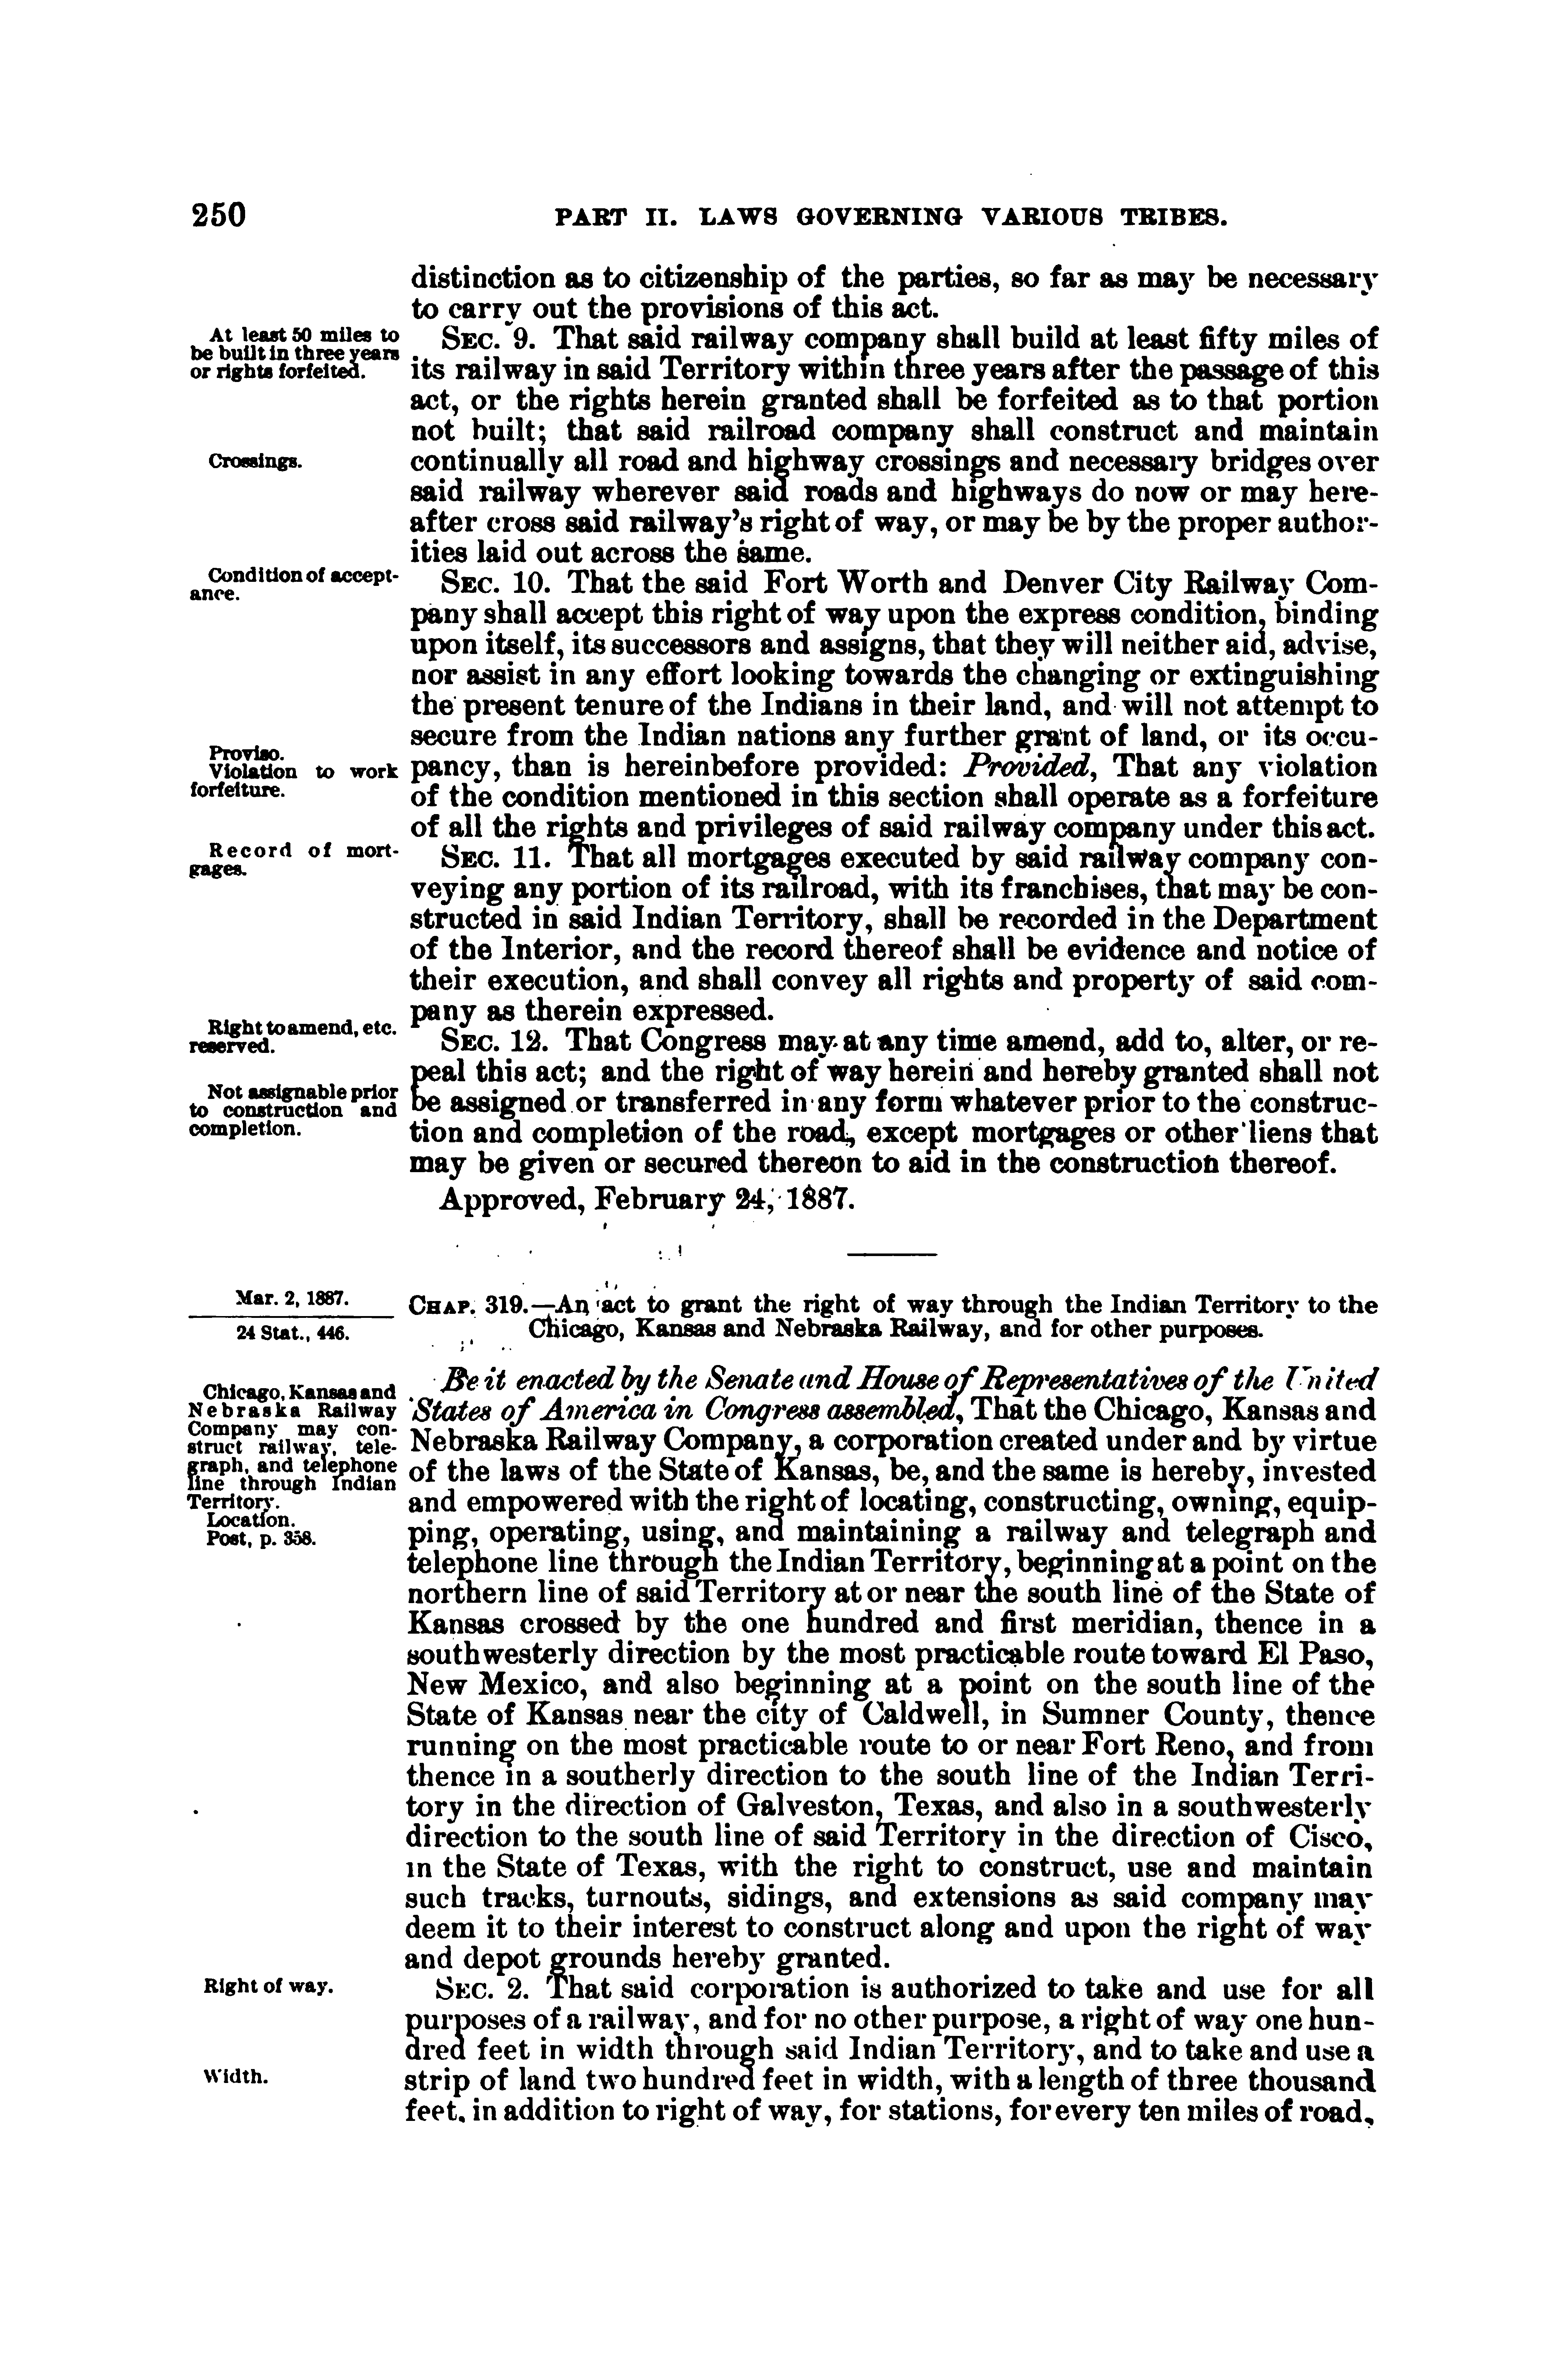 250 PART II. LAWS GOVERNING VARIOUS TRIBES.
distinction as to citizenship of the parties, so far as may be necessary
to carry out the provisions of this act.
At least 50 miles to
be built in three years
or rights forfeited.
SEC. 9. That said railway company shall build at least fifty miles of
its railway in said Territory within three years after the passage of this
act, or the rights herein granted shall be forfeited as to that portion
not built; that said railroad company shall construct and maintain
Crossings.
continually all road and highway crossings and necessary bridges over
said railway wherever said roads and highways do now or may here-
after cross said railway's right of way, or may be by the proper author-
ities laid out across the same.
Condition of accept-
ance.
SEC. 10. That the said Fort Worth and Denver City Railway Com-
pany shall accept this right of way upon the express condition, binding
upon itself, its successors and assigns, that they will neither aid, advise,
nor assist in any effort looking towards the changing or extinguishing
the present tenure of the Indians in their land, and will not attempt to
secure from the Indian nations any further grant of land, or its occu-
Proviso.
Violation to work
forfeiture.
pancy, than is hereinbefore provided: Provided, That any violation
of the condition mentioned in this section shall operate as a forfeiture
of all the rights and privileges of said railway company under this act.
Record of mort-
gages.
SEC. 11. That all mortgages executed by said railway company con-
veying any portion of its railroad, with its franchises, that may be con-
structed in said Indian Territory, shall be recorded in the Department
of the Interior, and the record thereof shall be evidence and notice of
their execution, and shall convey all rights and property of said com-
pany as therein expressed.
Right to amend, etc.
reserved.
SEC. 12. That Congress may at any time amend, add to, alter, or re-
peal this act; and the right of way herein and hereby granted shall not
Not assignable prior
to construction and
completion.
be assigned or transferred in any form whatever prior to the construc-
tion and completion of the road, except mortgages or other liens that
may be given or secured thereon to aid in the construction thereof.
Approved, February 24, 1887.
Mar. 2, 1887.
24 Stat., 446.
CHAP. 319.—An act to grant the right of way through the Indian Territory to the
Chicago, Kansas and Nebraska Railway, and for other purposes.
Chicago, Kansas and
Nebraska Railway
Company may con-
struct railway, tele-
graph, and telephone
line through Indian
Territory.
Location.
Post, p. 358.
Be it enacted by the Senate and House of Representatives of the United
States of America in Congress assembled, That the Chicago, Kansas and
Nebraska Railway Company, a corporation created under and by virtue
of the laws of the State of Kansas, be, and the same is hereby, invested
and empowered with the right of locating, constructing, owning, equip-
ping, operating, using, and maintaining a railway and telegraph and
telephone line through the Indian Territory, beginning at a point on the
northern line of said Territory at or near the south line of the State of
Kansas crossed by the one hundred and first meridian, thence in a
southwesterly direction by the most practicable route toward El Paso,
New Mexico, and also beginning at a point on the south line of the
State of Kansas near the city of Caldwell, in Sumner County, thence
running on the most practicable route to or near Fort Reno, and from
thence in a southerly direction to the south line of the Indian Terri-
tory in the direction of Galveston, Texas, and also in a southwesterly
direction to the south line of said Territory in the direction of Cisco,
in the State of Texas, with the right to construct, use and maintain
such tracks, turnouts, sidings, and extensions as said company may
deem it to their interest to construct along and upon the right of way
and depot grounds hereby granted.
Right of way.
SEC. 2. That said corporation is authorized to take and use for all
purposes of a railway, and for no other purpose, a right of way one hun-
dred feet in width through said Indian Territory, and to take and use a
Width.
strip of land two hundred feet in width, with a length of three thousand
feet, in addition to right of way, for stations, for every ten miles of road,